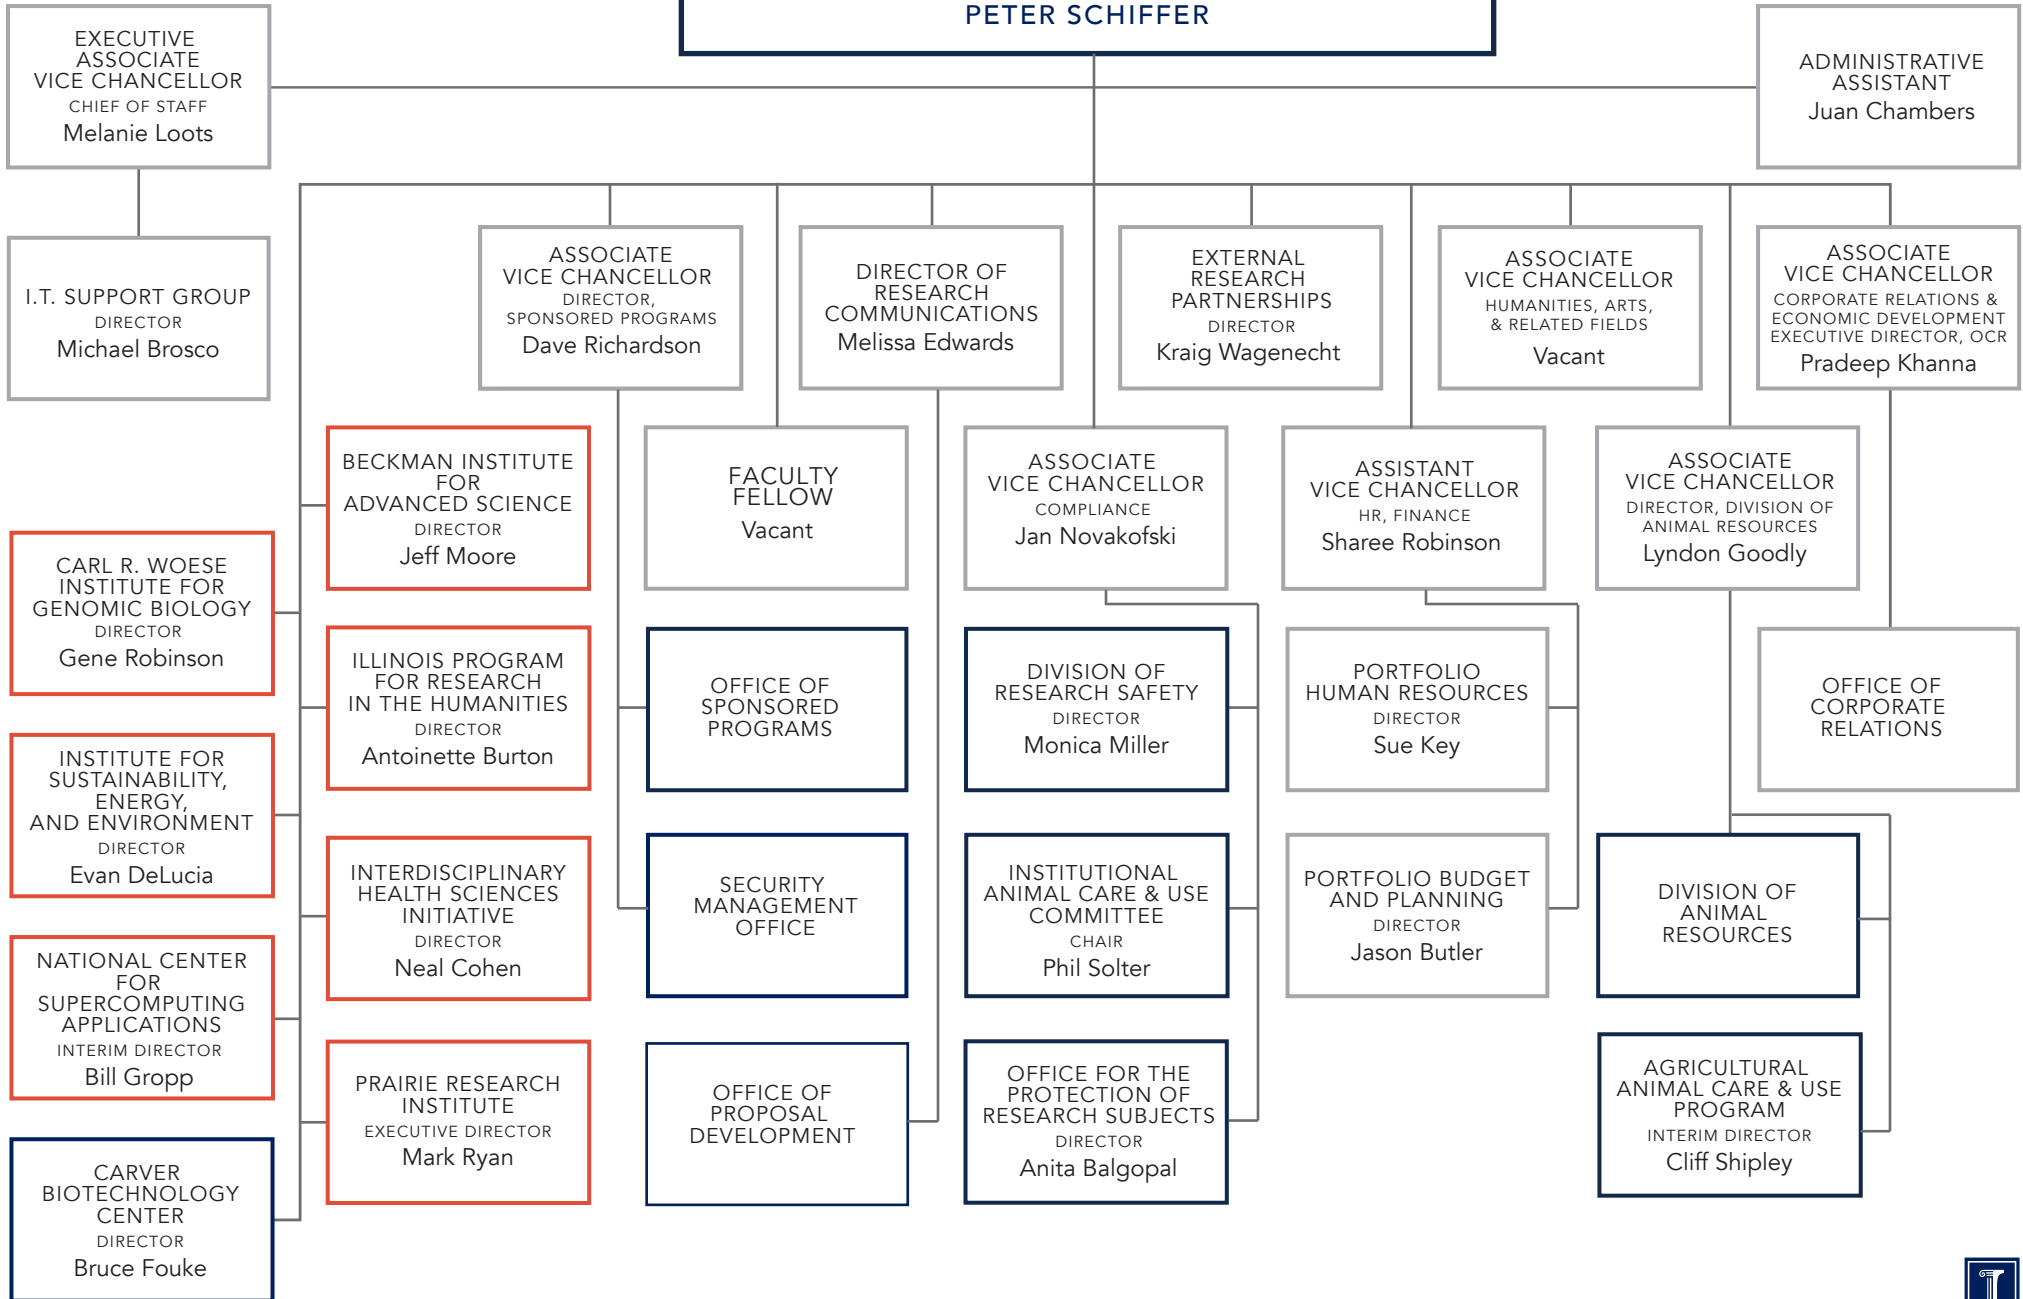 PETER SCHIFFER
EXECUTIVE
ASSOCIATE
VICE CHANCELLOR
CHIEF OF STAFF
Melanie Loots
ADMINISTRATIVE
ASSISTANT
Juan Chambers
I.T. SUPPORT GROUP
DIRECTOR
Michael Brosco
ASSOCIATE
VICE CHANCELLOR
DIRECTOR,
SPONSORED PROGRAMS
Dave Richardson
DIRECTOR OF
RESEARCH
COMMUNICATIONS
Melissa Edwards
EXTERNAL
RESEARCH
PARTNERSHIPS
DIRECTOR
Kraig Wagenecht
ASSOCIATE
VICE CHANCELLOR
HUMANITIES, ARTS,
& RELATED FIELDS
Vacant
ASSOCIATE
VICE CHANCELLOR
CORPORATE RELATIONS &
ECONOMIC DEVELOPMENT
EXECUTIVE DIRECTOR, OCR
Pradeep Khanna
BECKMAN INSTITUTE
FOR
ADVANCED SCIENCE
DIRECTOR
Jeff Moore
FACULTY
FELLOW
Vacant
ASSOCIATE
VICE CHANCELLOR
COMPLIANCE
Jan Novakofski
ASSISTANT
VICE CHANCELLOR
HR, FINANCE
Sharee Robinson
ASSOCIATE
VICE CHANCELLOR
DIRECTOR, DIVISION OF
ANIMAL RESOURCES
Lyndon Goodly
CARL R. WOESE
INSTITUTE FOR
GENOMIC BIOLOGY
DIRECTOR
Gene Robinson
ILLINOIS PROGRAM
FOR RESEARCH
IN THE HUMANITIES
DIRECTOR
Antoinette Burton
OFFICE OF
SPONSORED
PROGRAMS
DIVISION OF
RESEARCH SAFETY
DIRECTOR
Monica Miller
PORTFOLIO
HUMAN RESOURCES
DIRECTOR
Sue Key
OFFICE OF
CORPORATE
RELATIONS
INSTITUTE FOR
SUSTAINABILITY,
ENERGY,
AND ENVIRONMENT
DIRECTOR
Evan DeLucia
INTERDISCIPLINARY
HEALTH SCIENCES
INITIATIVE
DIRECTOR
Neal Cohen
SECURITY
MANAGEMENT
OFFICE
INSTITUTIONAL
ANIMAL CARE & USE
COMMITTEE
CHAIR
Phil Solter
PORTFOLIO BUDGET
AND PLANNING
DIRECTOR
Jason Butler
DIVISION OF
ANIMAL
RESOURCES
NATIONAL CENTER
FOR
SUPERCOMPUTING
APPLICATIONS
INTERIM DIRECTOR
Bill Gropp
PRAIRIE RESEARCH
INSTITUTE
EXECUTIVE DIRECTOR
Mark Ryan
OFFICE OF
PROPOSAL
DEVELOPMENT
OFFICE FOR THE
PROTECTION OF
RESEARCH SUBJECTS
DIRECTOR
Anita Balgopal
AGRICULTURAL
ANIMAL CARE & USE
PROGRAM
INTERIM DIRECTOR
Cliff Shipley
CARVER
BIOTECHNOLOGY
CENTER
DIRECTOR
Bruce Fouke